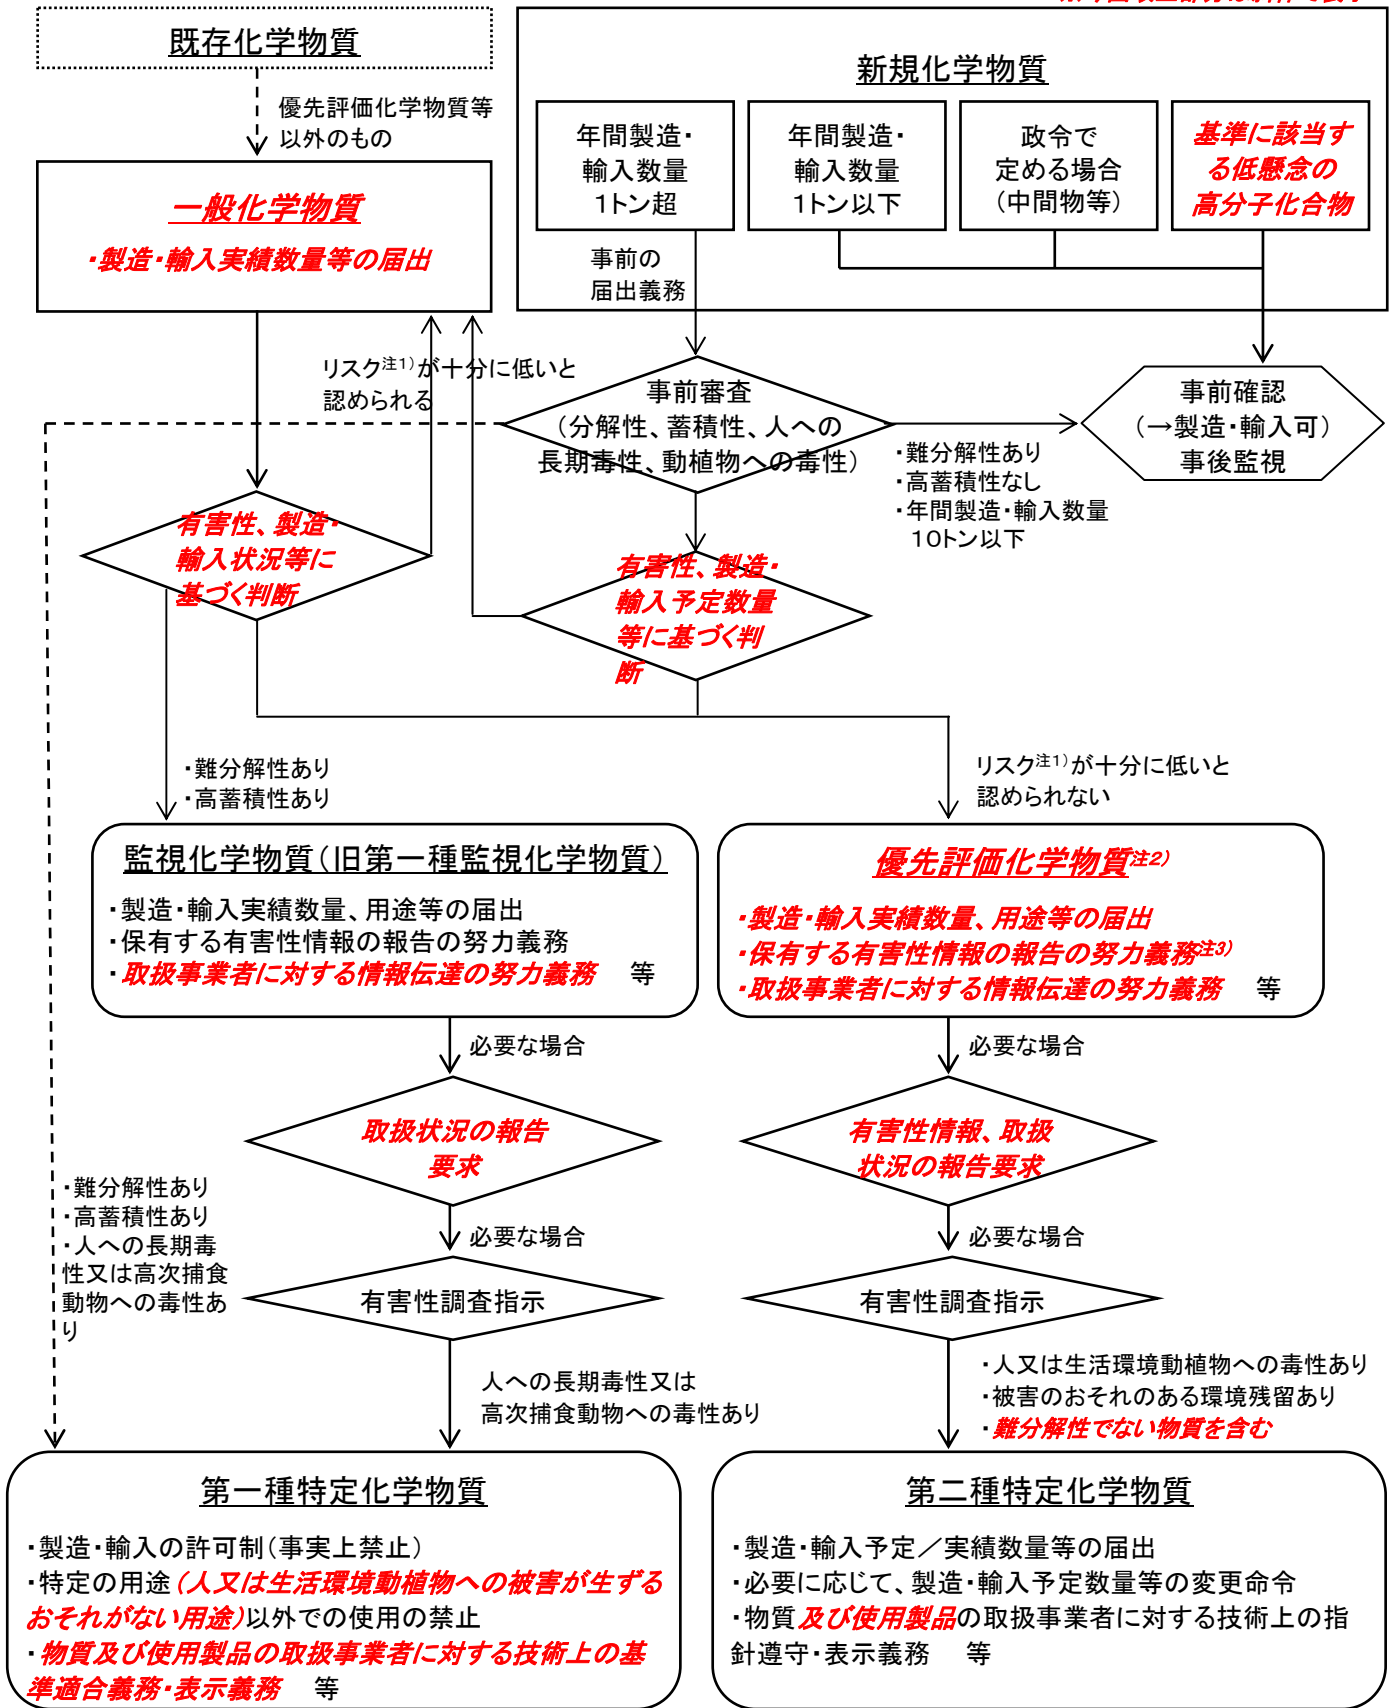 既存化学物質
優先評価化学物質等
以外のもの
一般化学物質
・製造・輸入実績数量等の届出
新規化学物質
年間製造・
輸入数量
1トン超
年間製造・
輸入数量
1トン以下
政令で
定める場合
(中間物等)
基準に該当す
る低懸念の
高分子化合物
事前の
届出義務
リスク注1)が十分に低いと
認められる
事前審査
(分解性、蓄積性、人への
長期毒性、動植物への毒性)
事前確認
(→製造・輸入可)
事後監視
・難分解性あり
・高蓄積性なし
・年間製造・輸入数量
10トン以下
有害性、製造・
輸入状況等に
基づく判断
有害性、製造・
輸入予定数量
等に基づく判
断
・難分解性あり
・高蓄積性あり
リスク注1)が十分に低いと
認められない
監視化学物質(旧第一種監視化学物質)
・製造・輸入実績数量、用途等の届出
・保有する有害性情報の報告の努力義務
・取扱事業者に対する情報伝達の努力義務 等
優先評価化学物質注2)
・製造・輸入実績数量、用途等の届出
・保有する有害性情報の報告の努力義務注3)
・取扱事業者に対する情報伝達の努力義務 等
必要な場合
必要な場合
取扱状況の報告
要求
有害性情報、取扱
状況の報告要求
・難分解性あり
・高蓄積性あり
・人への長期毒
性又は高次捕食
動物への毒性あ
り
必要な場合
必要な場合
有害性調査指示
有害性調査指示
人への長期毒性又は
高次捕食動物への毒性あり
・人又は生活環境動植物への毒性あり
・被害のおそれのある環境残留あり
・難分解性でない物質を含む
第一種特定化学物質
・製造・輸入の許可制(事実上禁止)
・特定の用途(人又は生活環境動植物への被害が生ずる
おそれがない用途)以外での使用の禁止
・物質及び使用製品の取扱事業者に対する技術上の基
準適合義務・表示義務 等
第二種特定化学物質
・製造・輸入予定／実績数量等の届出
・必要に応じて、製造・輸入予定数量等の変更命令
・物質及び使用製品の取扱事業者に対する技術上の指
針遵守・表示義務 等